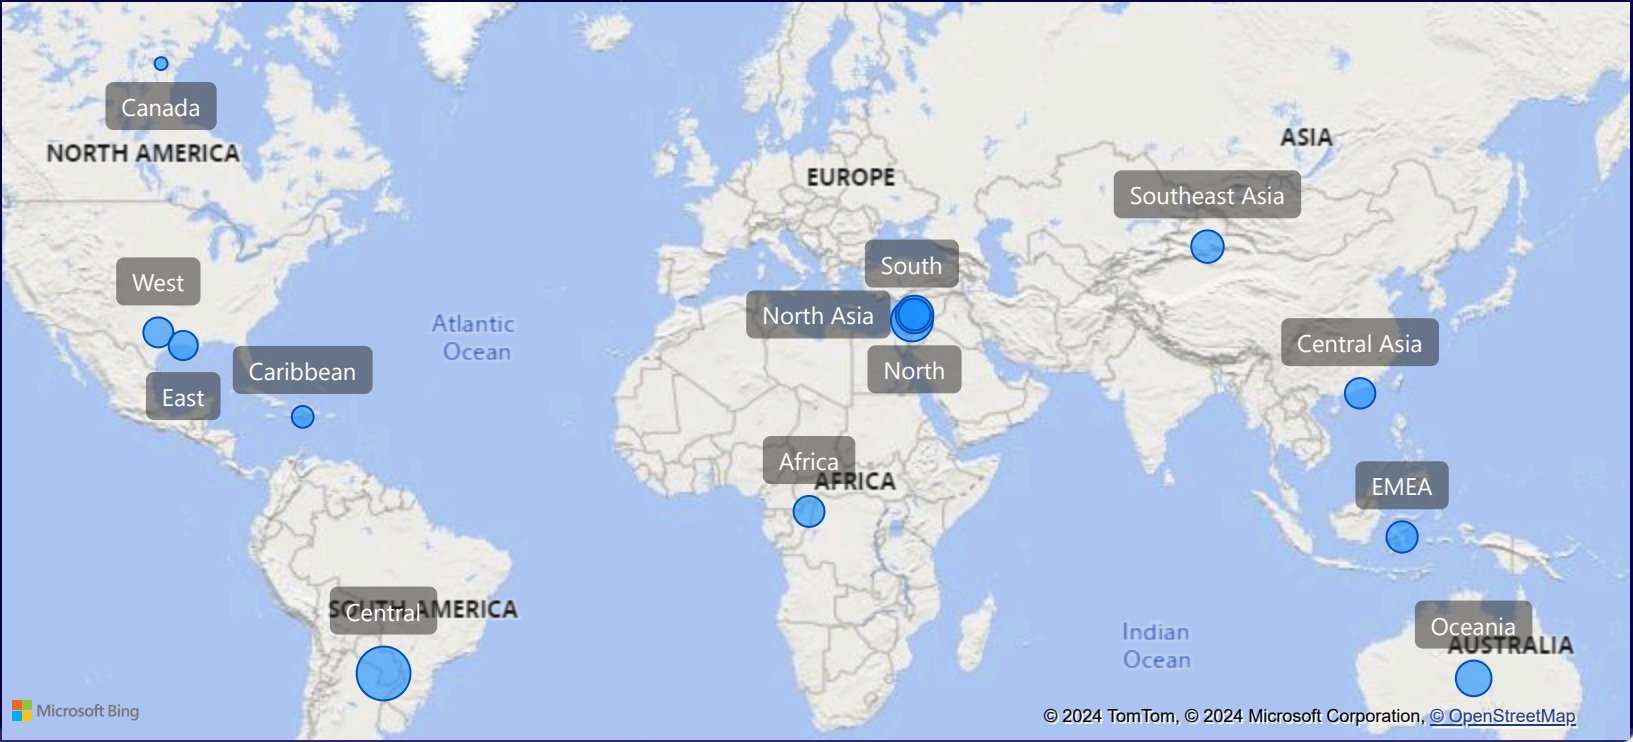 Canada
NORTH AMERICA
ASIA
EUROPE
Southeast Asia
South
West
North Asia
Atlantic
Ocean
Central Asia
Caribbean
North
East
Africa
AFRICA
EMEA
Central
SOUTH AMERICA
Oceania
AUSTRALIA
Indian
Ocean
Microsoft Bing
© 2024 TomTom, © 2024 Microsoft Corporation, © OpenStreetMap